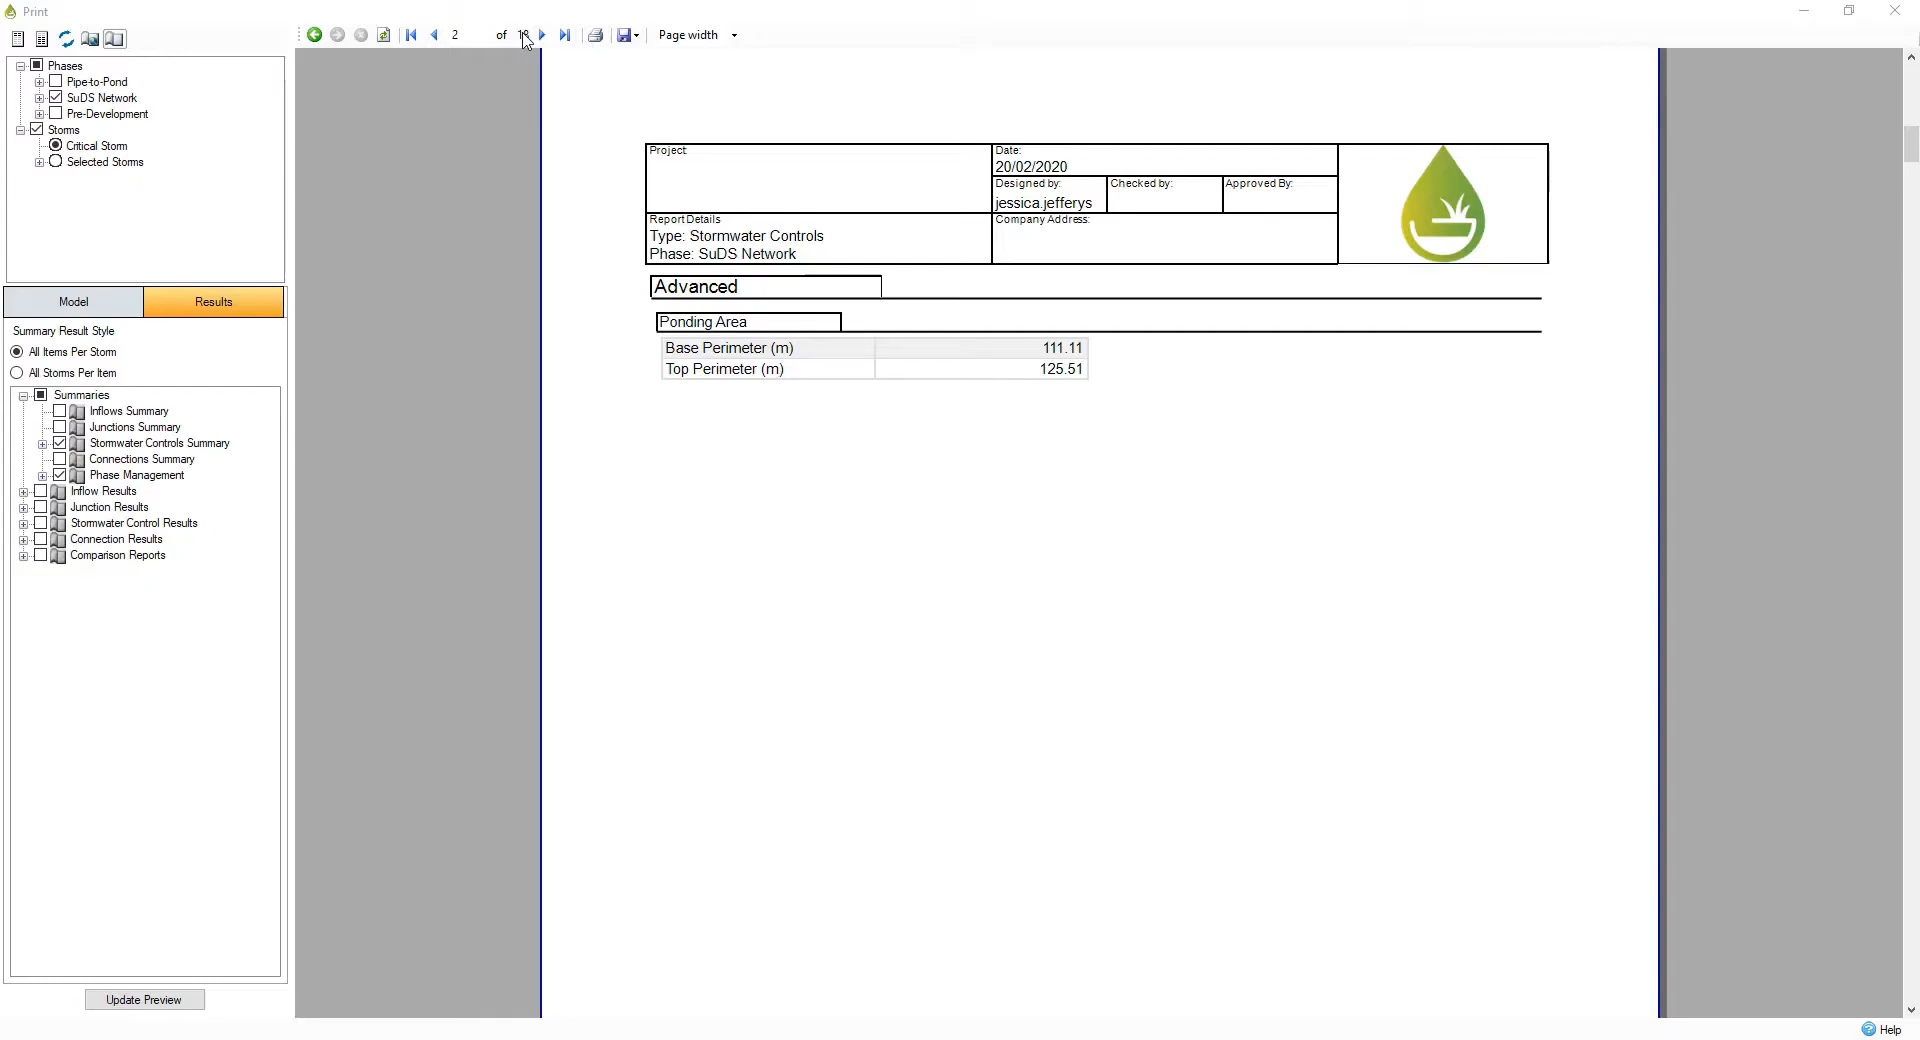 Print
2 of
Page width
Phases
Pipe-to-Pond
SuDS Network
Pre-Development
Storms
Critical Storm
Selected Storms
Model
Results
Summary Result Style
All Items Per Storm
All Storms Per Item
Summaries
Inflows Summary
Junctions Summary
Stormwater Controls Summary
Connections Summary
Phase Management
Inflow Results
Junction Results
Stormwater Control Results
Connection Results
Comparison Reports
Update Preview
Project
Date:
20/02/2020
Designed by:
Checked by:
Approved By:
jessica.jefferys
Report Details
Company Address:
Type: Stormwater Controls
Phase: SuDS Network
Advanced
Ponding Area
Base Perimeter (m) 111.11
Top Perimeter (m) 125.51
Help